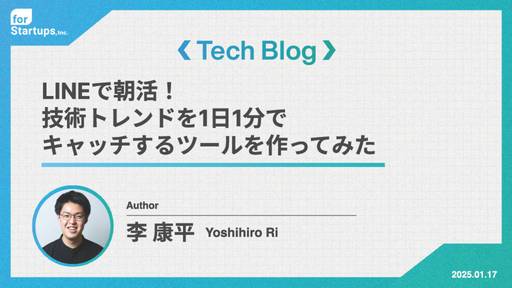 for
Startups,Inc.
Tech Blog
LINEで朝活！
技術トレンドを1日1分で
キャッチするツールを作ってみた
Author
李 康平 Yoshihiro Ri
2025.01.17